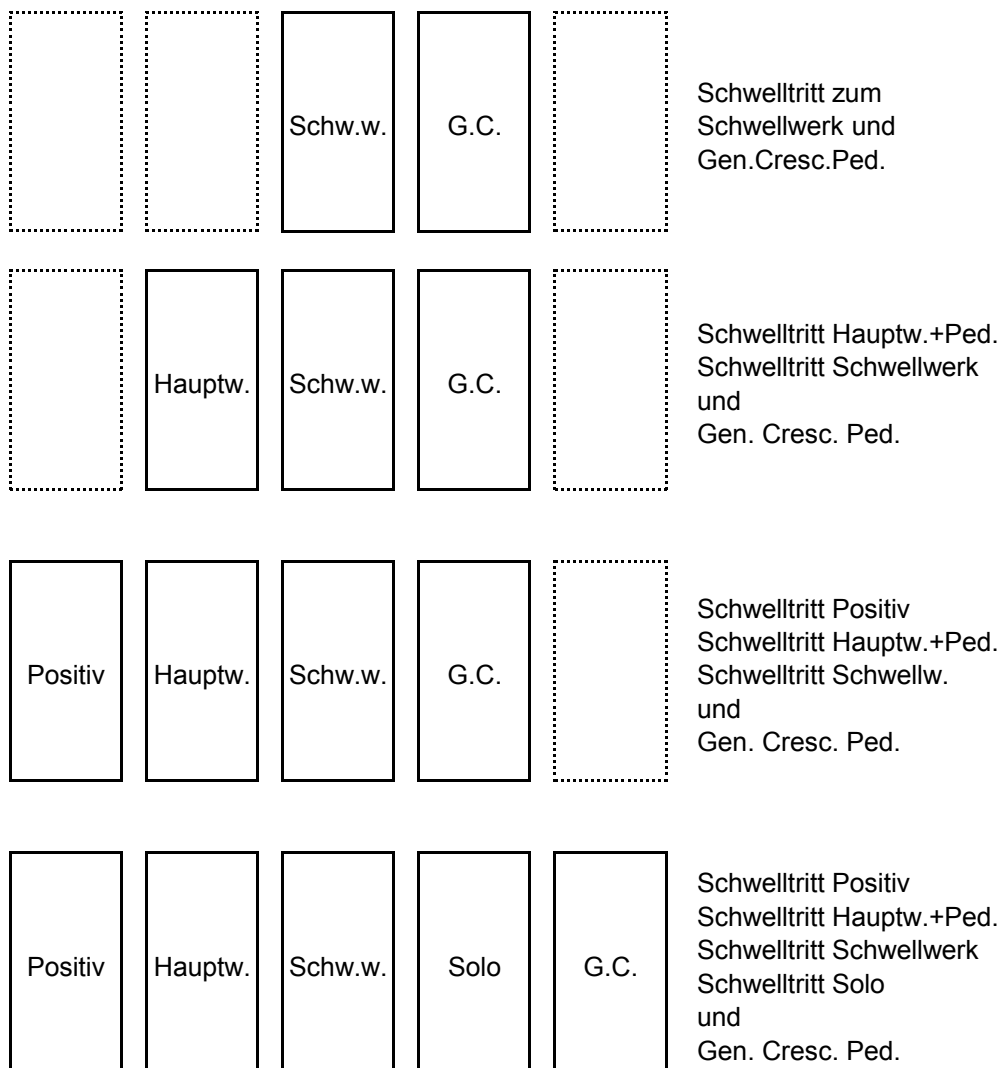 Schw.w. G.C.
Schwelltritt zum
Schwellwerk und
Gen.Cresc.Ped.
Hauptw. Schw.w. G.C.
Schwelltritt Hauptw.+Ped.
Schwelltritt Schwellwerk
und
Gen. Cresc. Ped.
Positiv Hauptw. Schw.w. G.C.
Schwelltritt Positiv
Schwelltritt Hauptw.+Ped.
Schwelltritt Schwellw.
und
Gen. Cresc. Ped.
Positiv Hauptw. Schw.w. Solo G.C.
Schwelltritt Positiv
Schwelltritt Hauptw.+Ped.
Schwelltritt Schwellwerk
Schwelltritt Solo
und
Gen. Cresc. Ped.